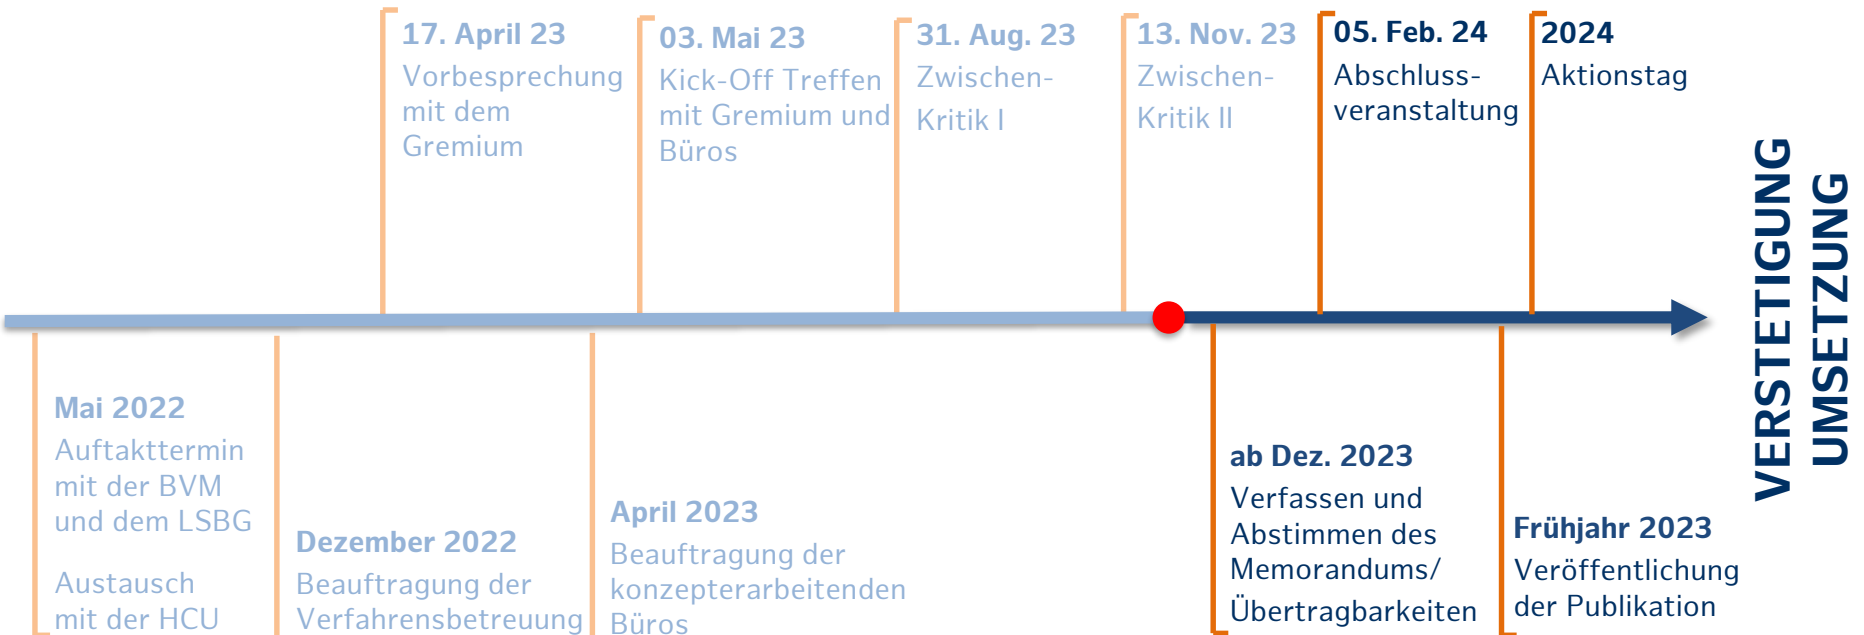 17. April 23
Vorbesprechung
mit dem
Gremium
03. Mai 23
Kick-Off Treffen
mit Gremium und
Büros
31. Aug. 23
Zwischen-
Kritik I
13. Nov. 23
Zwischen-
Kritik II
05. Feb. 24
Abschluss-
veranstaltung
2024
Aktionstag
Mai 2022
Auftakttermin
mit der BVM
und dem LSBG
Austausch
mit der HCU
Dezember 2022
Beauftragung der
Verfahrensbetreuung
April 2023
Beauftragung der
konzepterarbeitenden
Büros
ab Dez. 2023
Verfassen und
Abstimmen des
Memorandums/
Übertragbarkeiten
Frühjahr 2023
Veröffentlichung
der Publikation
VERSTETIGUNG
UMSETZUNG